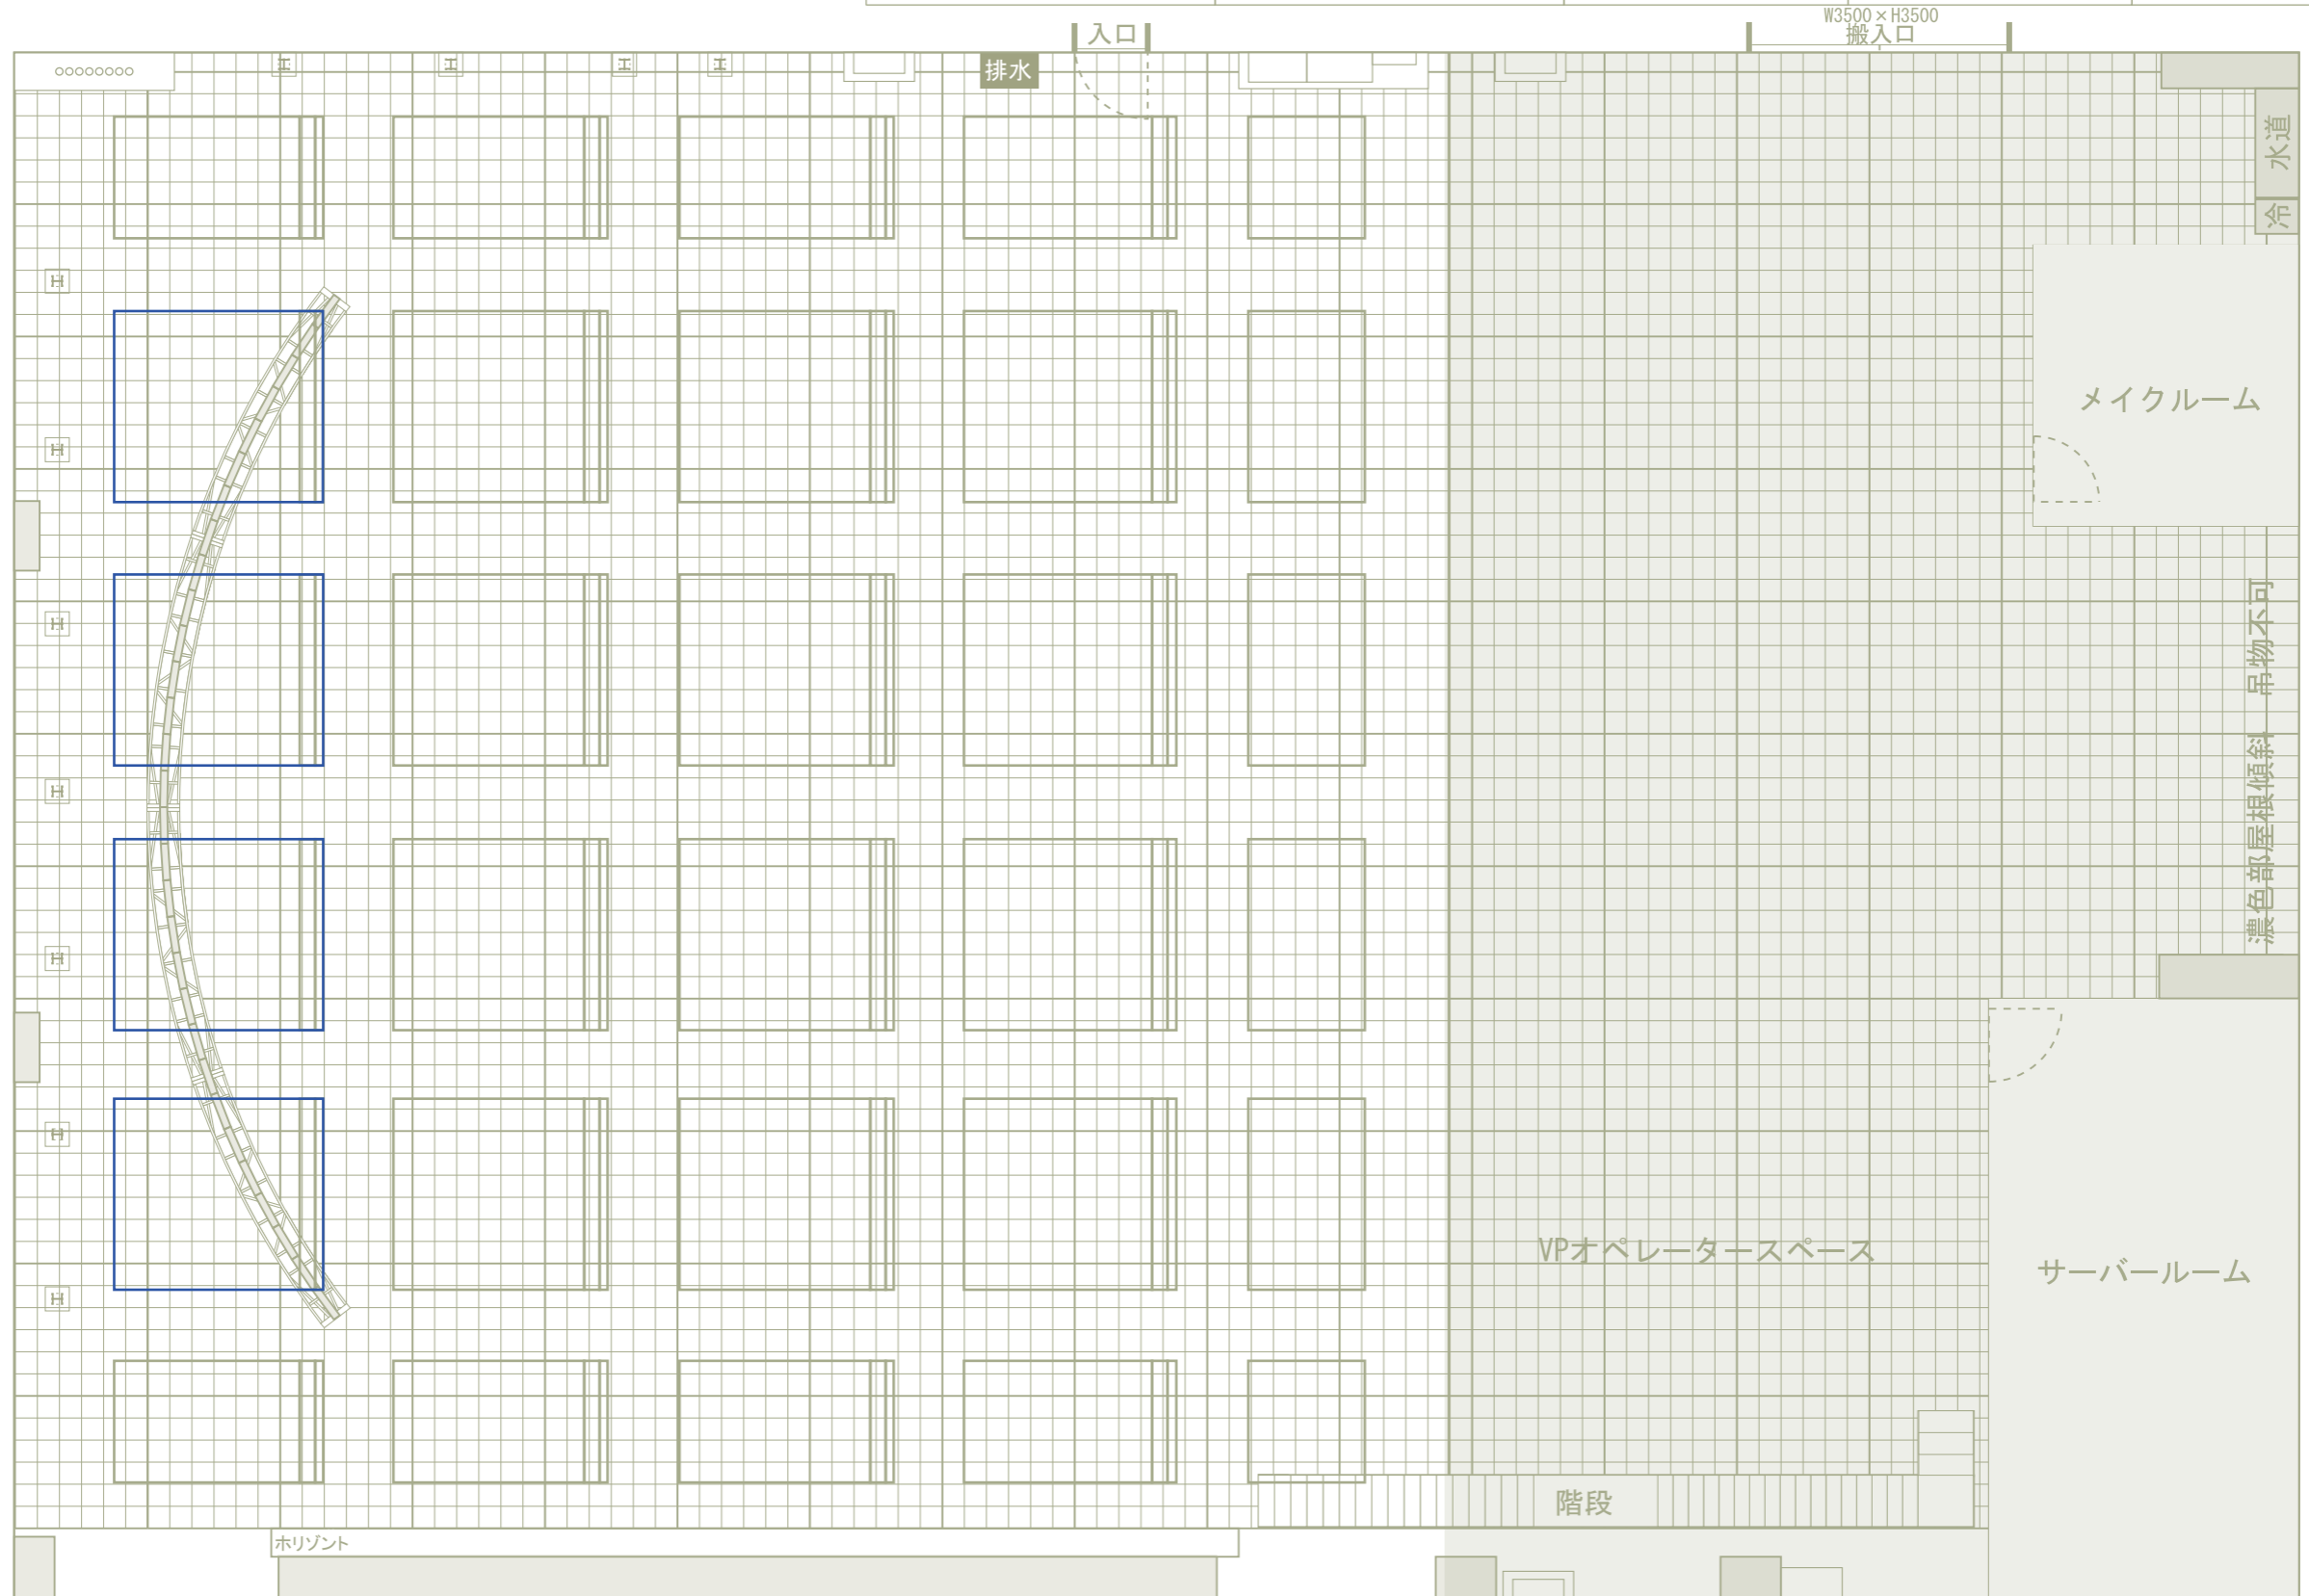 W3500×H3500
入口
搬入口
排水
水道
冷
メイクルーム
濃色部屋根傾斜 吊物不可
VPオペレータースペース
サーバールーム
階段
ホリゾント